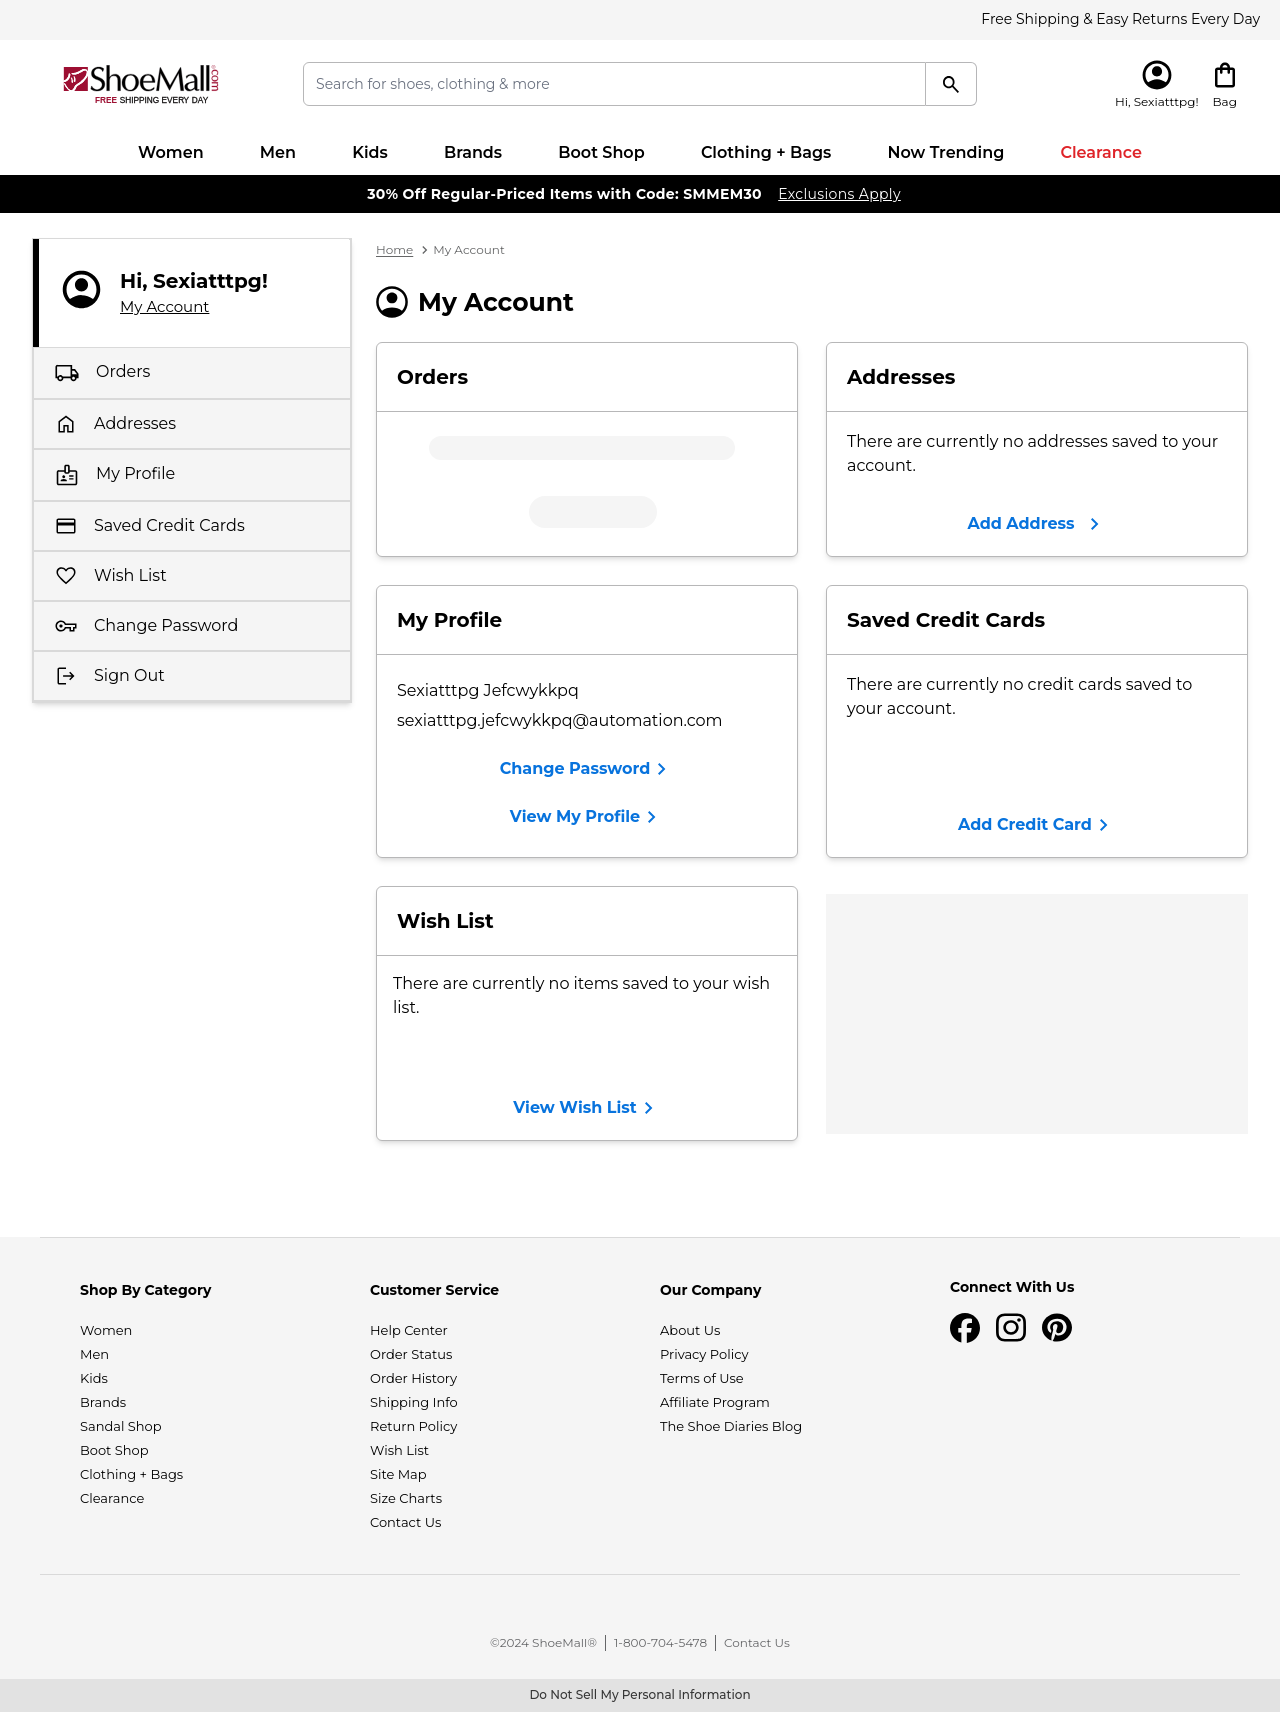 Free Shipping & Easy Returns Every Day
ShoeMall.com
FREE SHIPPING EVERY DAY
Search for shoes, clothing & more
Hi, Sexiatttpg!
Bag
Women
Men
Kids
Brands
Boot Shop
Clothing + Bags
Now Trending
Clearance
30% Off Regular-Priced Items with Code: SMMEM30 Exclusions Apply
Hi, Sexiatttpg!
My Account
Orders
Addresses
My Profile
Saved Credit Cards
Wish List
Change Password
Sign Out
Home > My Account
My Account
Orders
Addresses
There are currently no addresses saved to your
account.
Add Address
My Profile
Sexiatttpg Jefcwykkpq
sexiatttpg.jefcwykkpq@automation.com
Change Password
View My Profile
Saved Credit Cards
There are currently no credit cards saved to
your account.
Add Credit Card
Wish List
There are currently no items saved to your wish
list.
View Wish List
Shop By Category
Women
Men
Kids
Brands
Sandal Shop
Boot Shop
Clothing + Bags
Clearance
Customer Service
Help Center
Order Status
Order History
Shipping Info
Return Policy
Wish List
Site Map
Size Charts
Contact Us
Our Company
About Us
Privacy Policy
Terms of Use
Affiliate Program
The Shoe Diaries Blog
Connect With Us
©2024 ShoeMall® | 1-800-704-5478 | Contact Us
Do Not Sell My Personal Information